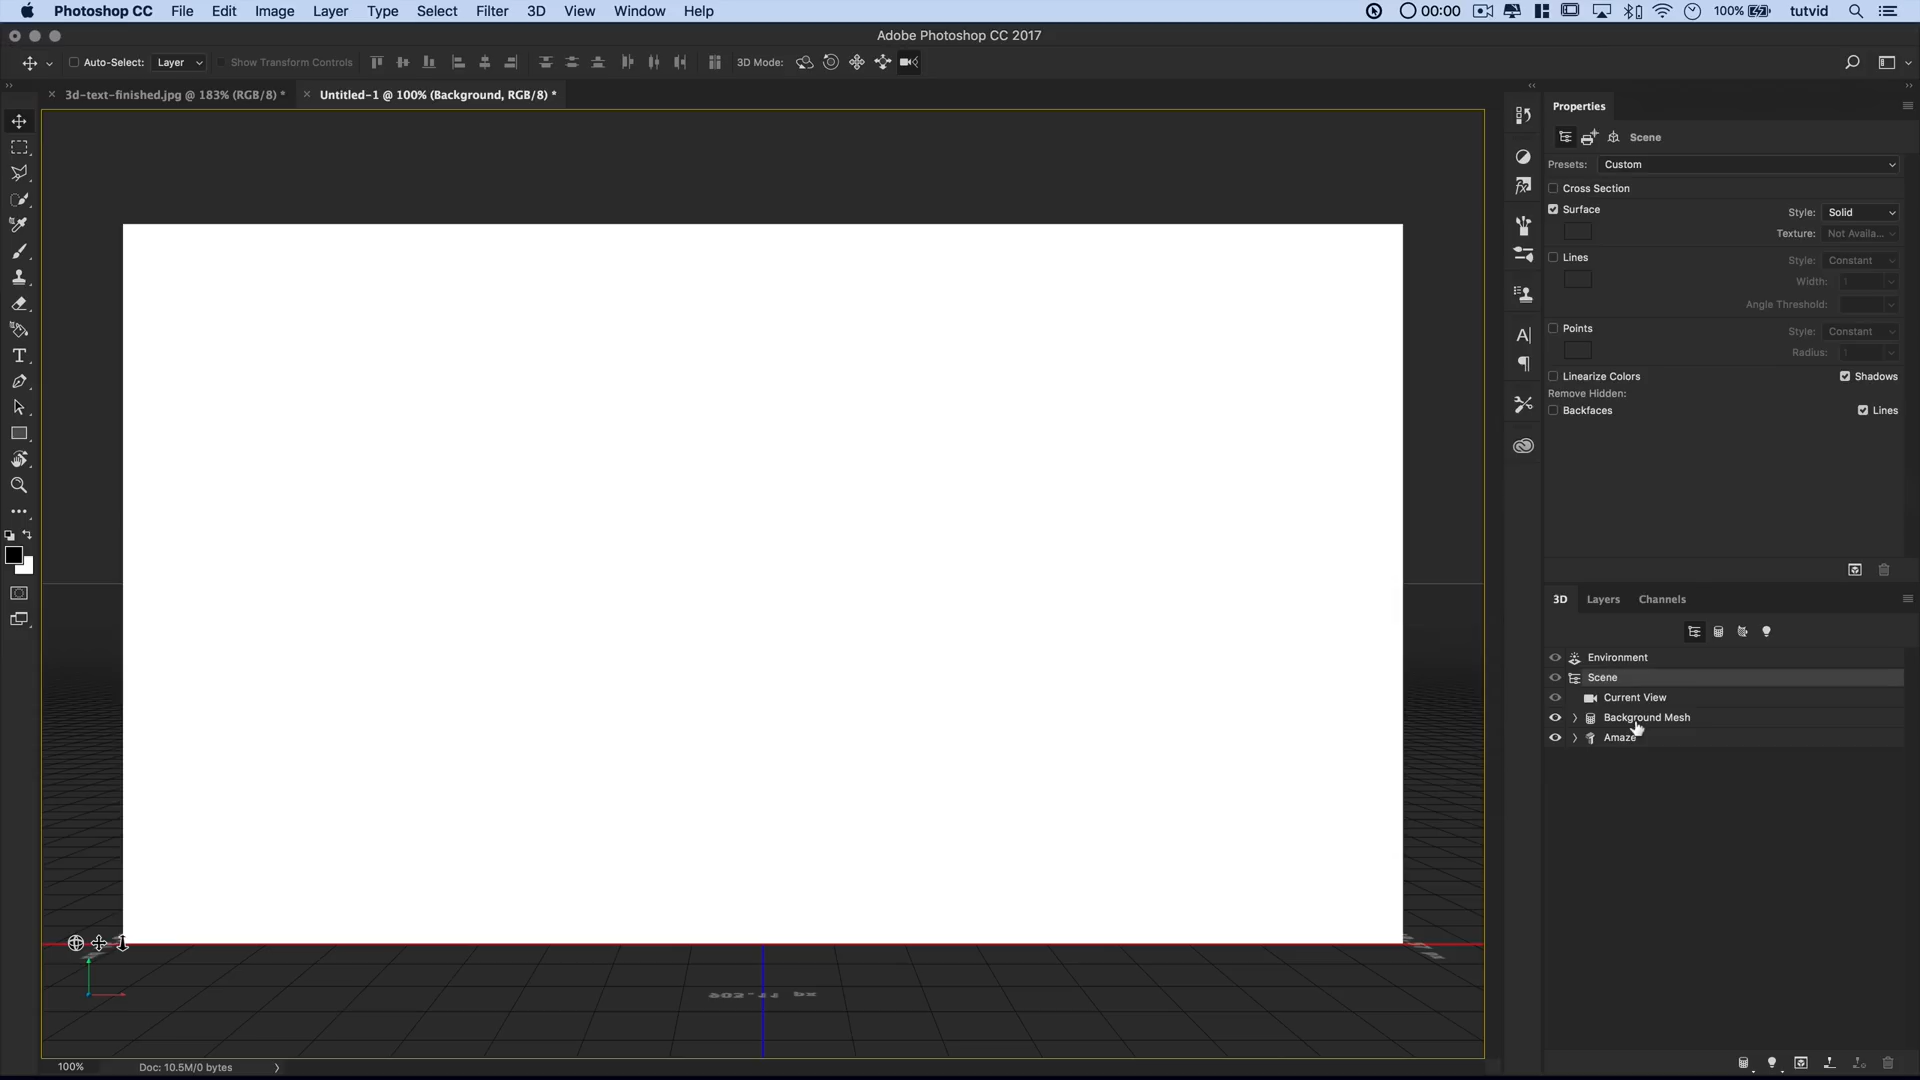 Photoshop CC File Edit Image Layer Type Select Filter 3D View Window Help 00:00 100% tutvid
Adobe Photoshop CC 2017
Auto-Select: Layer Show Transform Controls 3D Mode:
3d-text-finished.jpg @ 183% (RGB/8) * Untitled-1 @ 100% (Background, RGB/8) *
Properties
Scene
Presets: Custom
Cross Section
Surface Style: Solid
Texture: Not Availa...
Lines Style: Constant
Width: 1
Angle Threshold:
Points Style: Constant
Radius: 1
Linearize Colors Shadows
Remove Hidden:
Backfaces Lines
3D Layers Channels
Environment
Scene
Current View
Background Mesh
Amaze
100% Doc: 10.5M/0 bytes